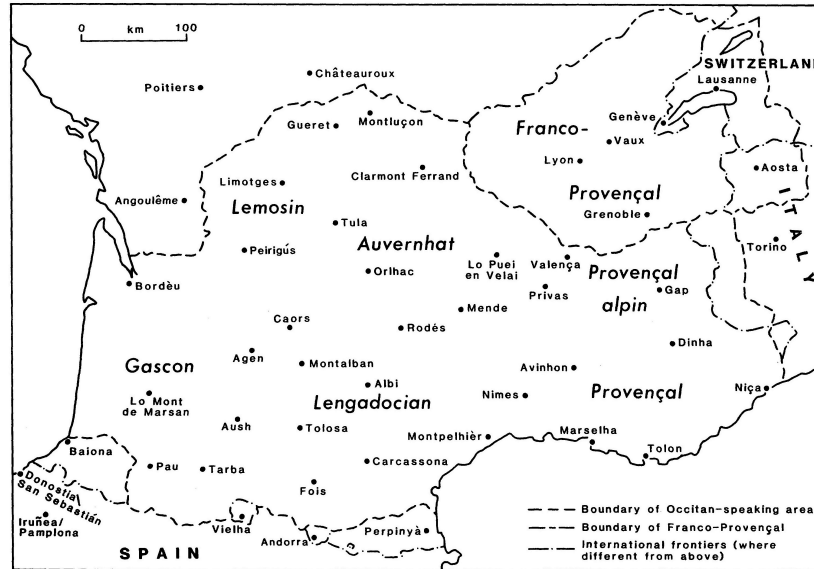 0 km 100
Châteauroux
Poitiers
SWITZERLAND
Lausanne
Gueret
Montluçon
Franco-
Genève
Vaux
Lyon
Aosta
Limotges
Clarmont Ferrand
Provençal
Angoulême
Lemosin
Grenoble
ITALY
Tula
Auvernhat
Torino
Peirigús
Lo Puei
en Velai
Valença
Orlhac
Provençal
alpin
Bordèu
Privas
Gap
Mende
Caors
Rodés
Dinha
Agen
Gascon
Montalban
Avinhon
Albi
Lo Mont
de Marsan
Lengadocian
Nimes
Provençal
Niça
Aush
Tolosa
Montpelhièr
Marselha
Baiona
Tolon
Pau
Tarba
Carcassona
Donostia
San Sebastián
Fois
Iruñea/
Pamplona
Vielha
Andorra
Perpinyà
SPAIN
Boundary of Occitan-speaking area
Boundary of Franco-Provençal
International frontiers (where
different from above)